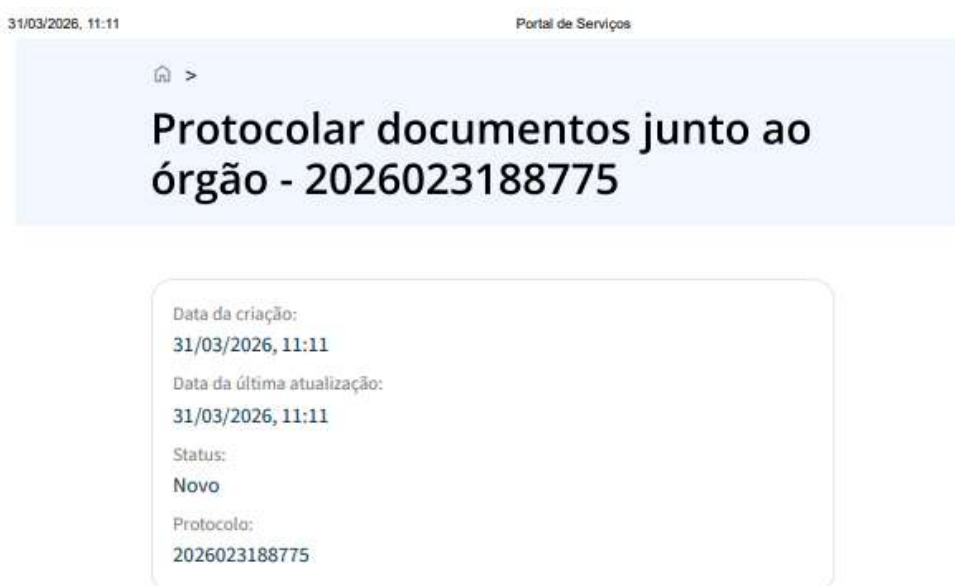 31/03/2026, 11:11 Portal de Serviços
>
Protocolar documentos junto ao
órgão - 2026023188775
Data da criação:
31/03/2026, 11:11
Data da última atualização:
31/03/2026, 11:11
Status:
Novo
Protocolo:
2026023188775